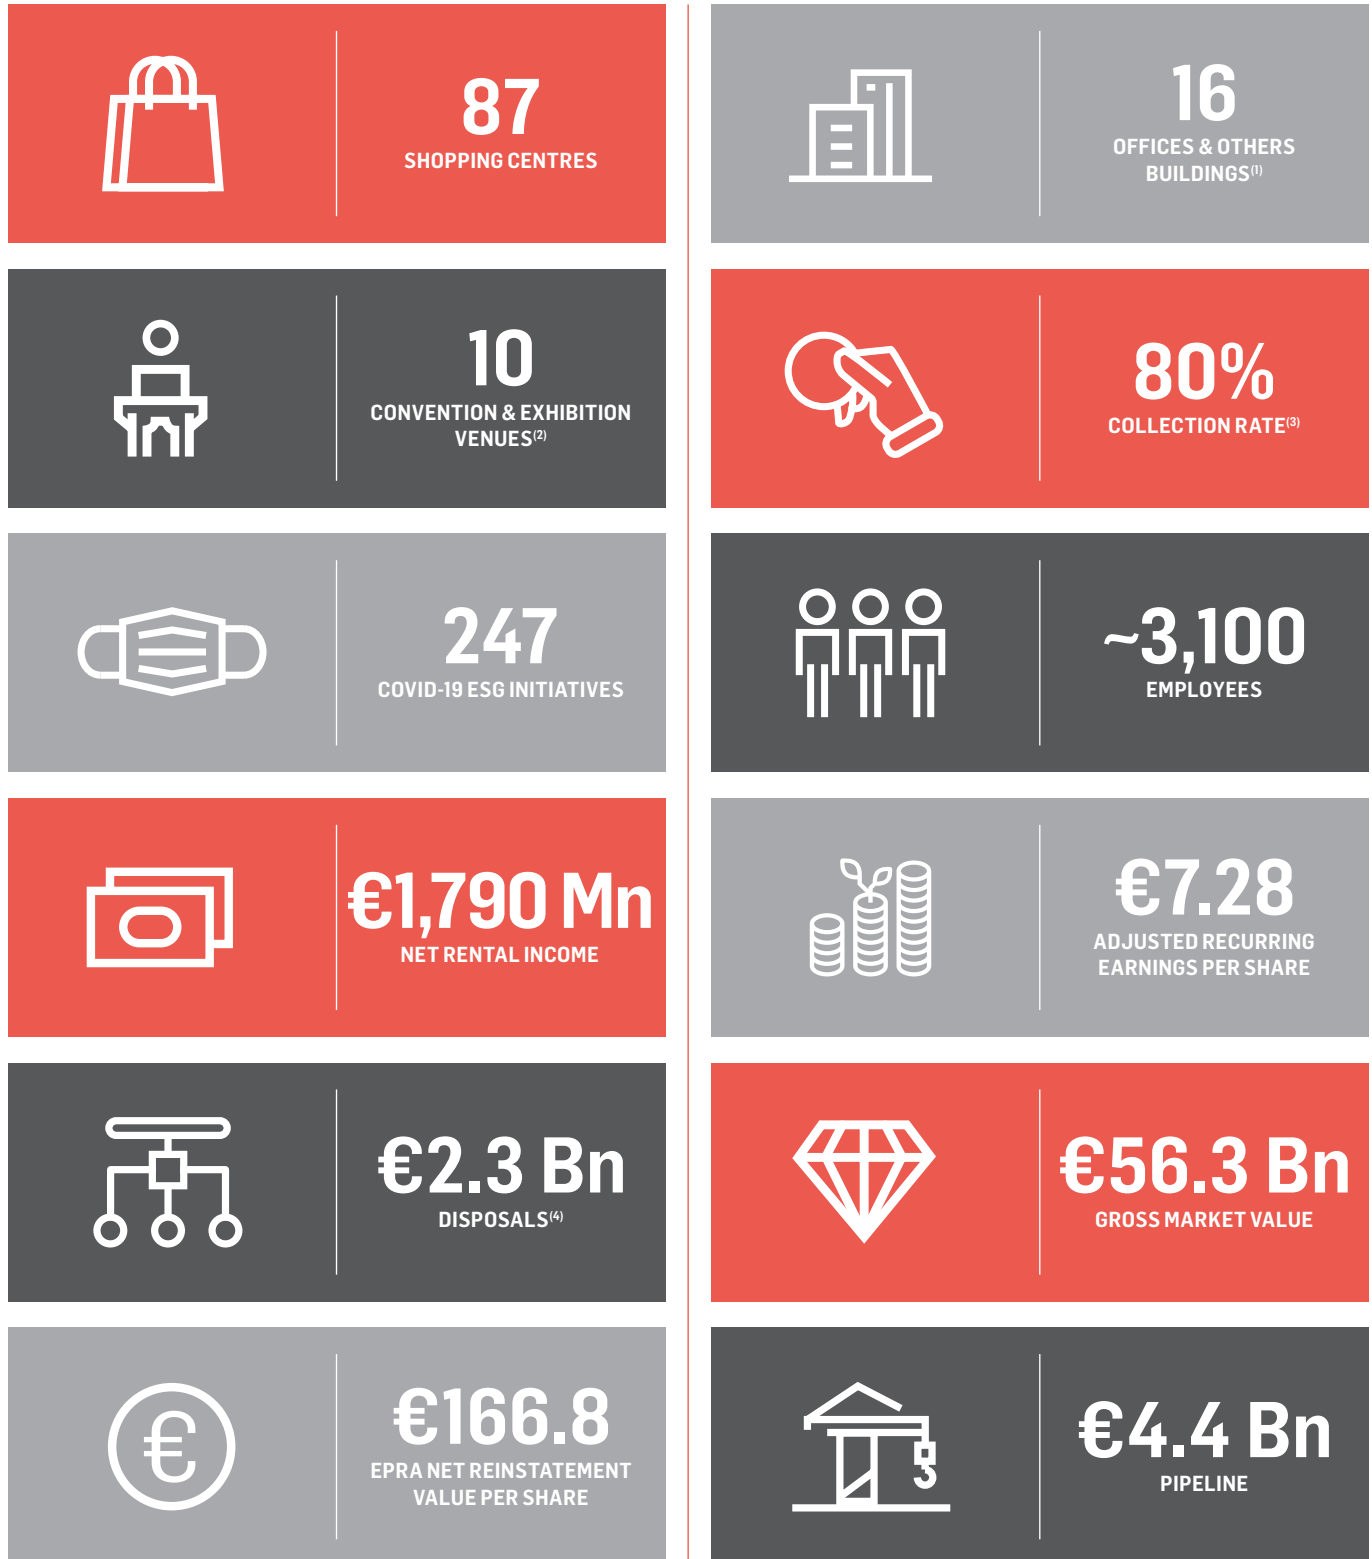 87
SHOPPING CENTRES
16
OFFICES & OTHERS
BUILDINGS(1)
10
CONVENTION & EXHIBITION
VENUES(2)
80%
COLLECTION RATE(3)
247
COVID-19 ESG INITIATIVES
~3,100
EMPLOYEES
€1,790 Mn
NET RENTAL INCOME
€7.28
ADJUSTED RECURRING
EARNINGS PER SHARE
€2.3 Bn
DISPOSALS(4)
€56.3 Bn
GROSS MARKET VALUE
€
€166.8
EPRA NET REINSTATEMENT
VALUE PER SHARE
€4.4 Bn
PIPELINE